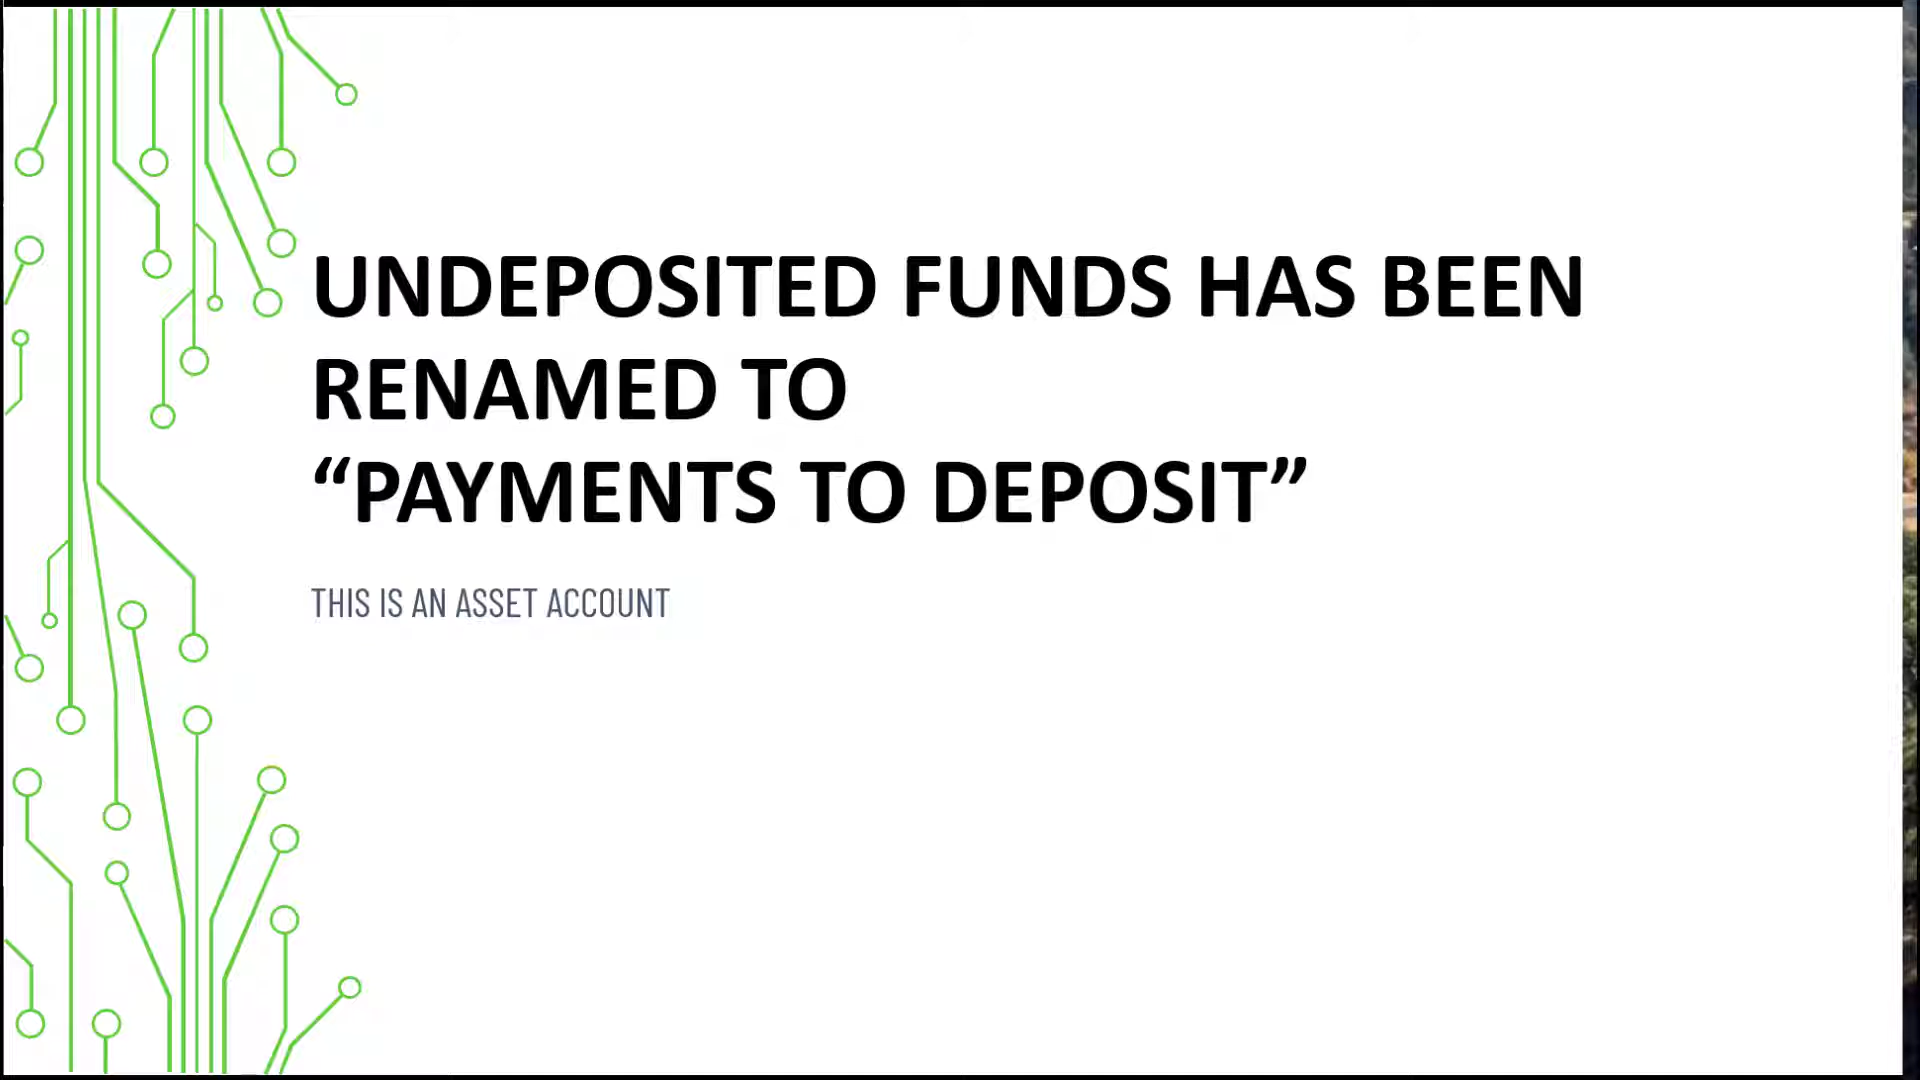 UNDEPOSITED FUNDS HAS BEEN
RENAMED TO
“PAYMENTS TO DEPOSIT”
THIS IS AN ASSET ACCOUNT